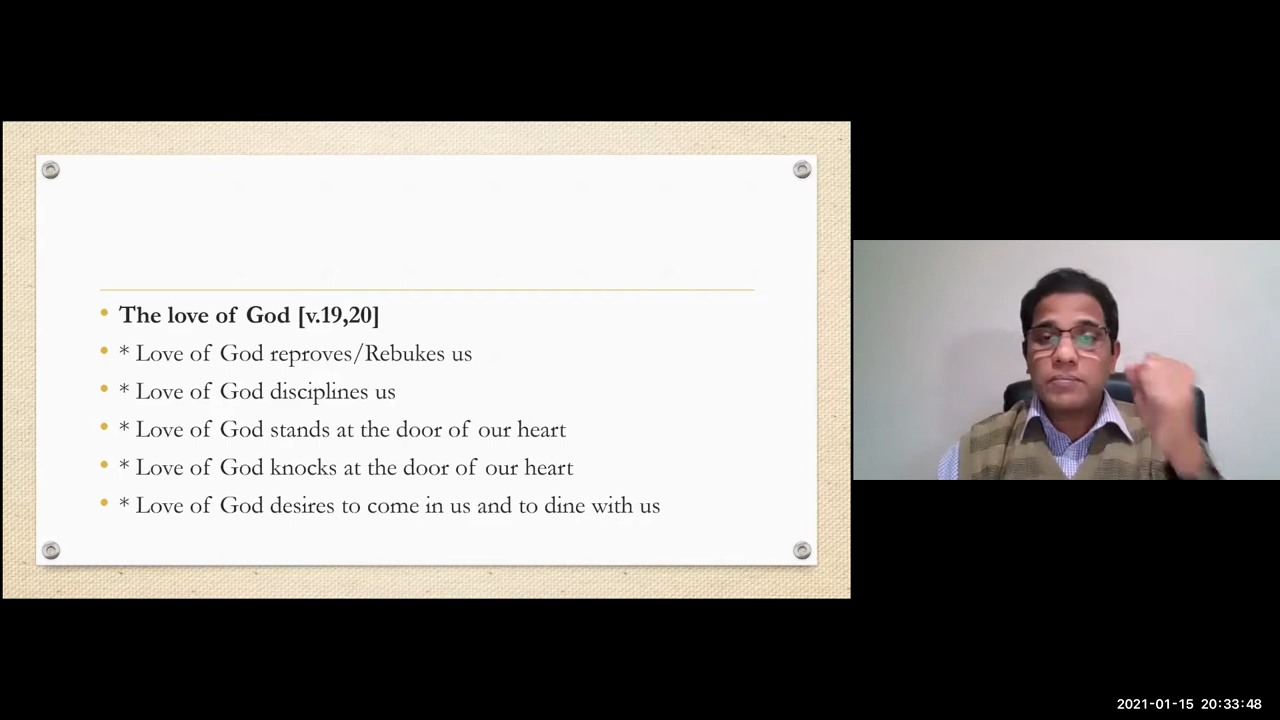 The love of God [v.19,20]
* Love of God reproves/Rebukes us
* Love of God disciplines us
* Love of God stands at the door of our heart
* Love of God knocks at the door of our heart
* Love of God desires to come in us and to dine with us
2021-01-15 20:33:48